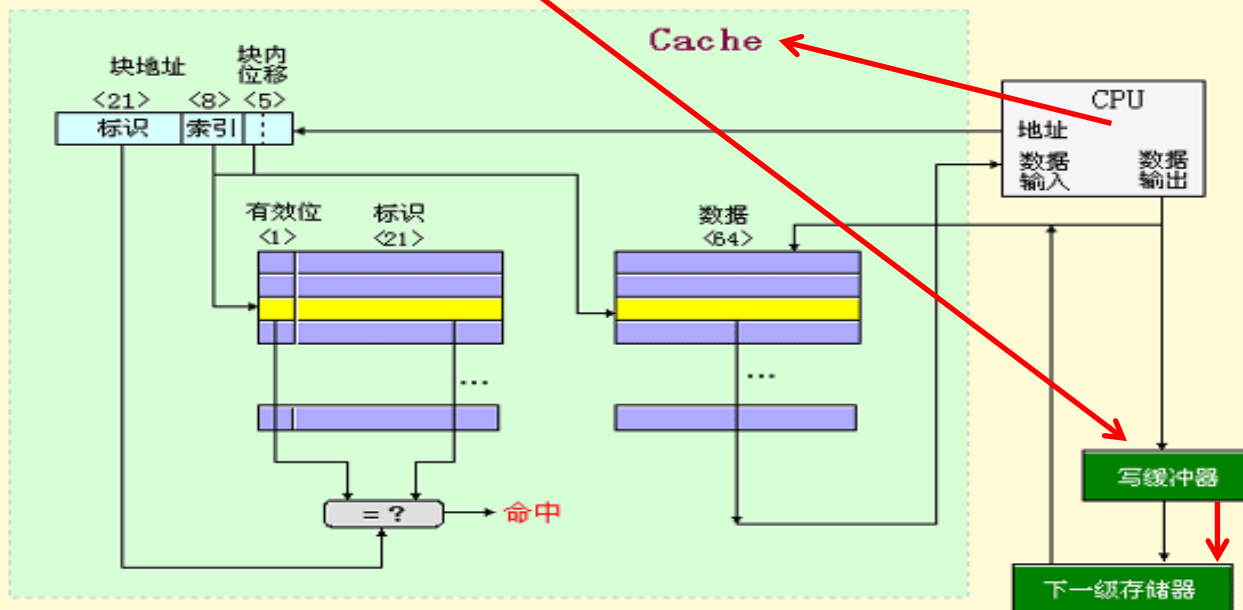 Cache
块地址
块内
位移
<21>
<8>
<5>
标识
索引
CPU
地址
数据
输入
数据
输出
有效位
<1>
标识
<21>
数据
<64>
...
...
= ?
命中
写缓冲器
下一级存储器